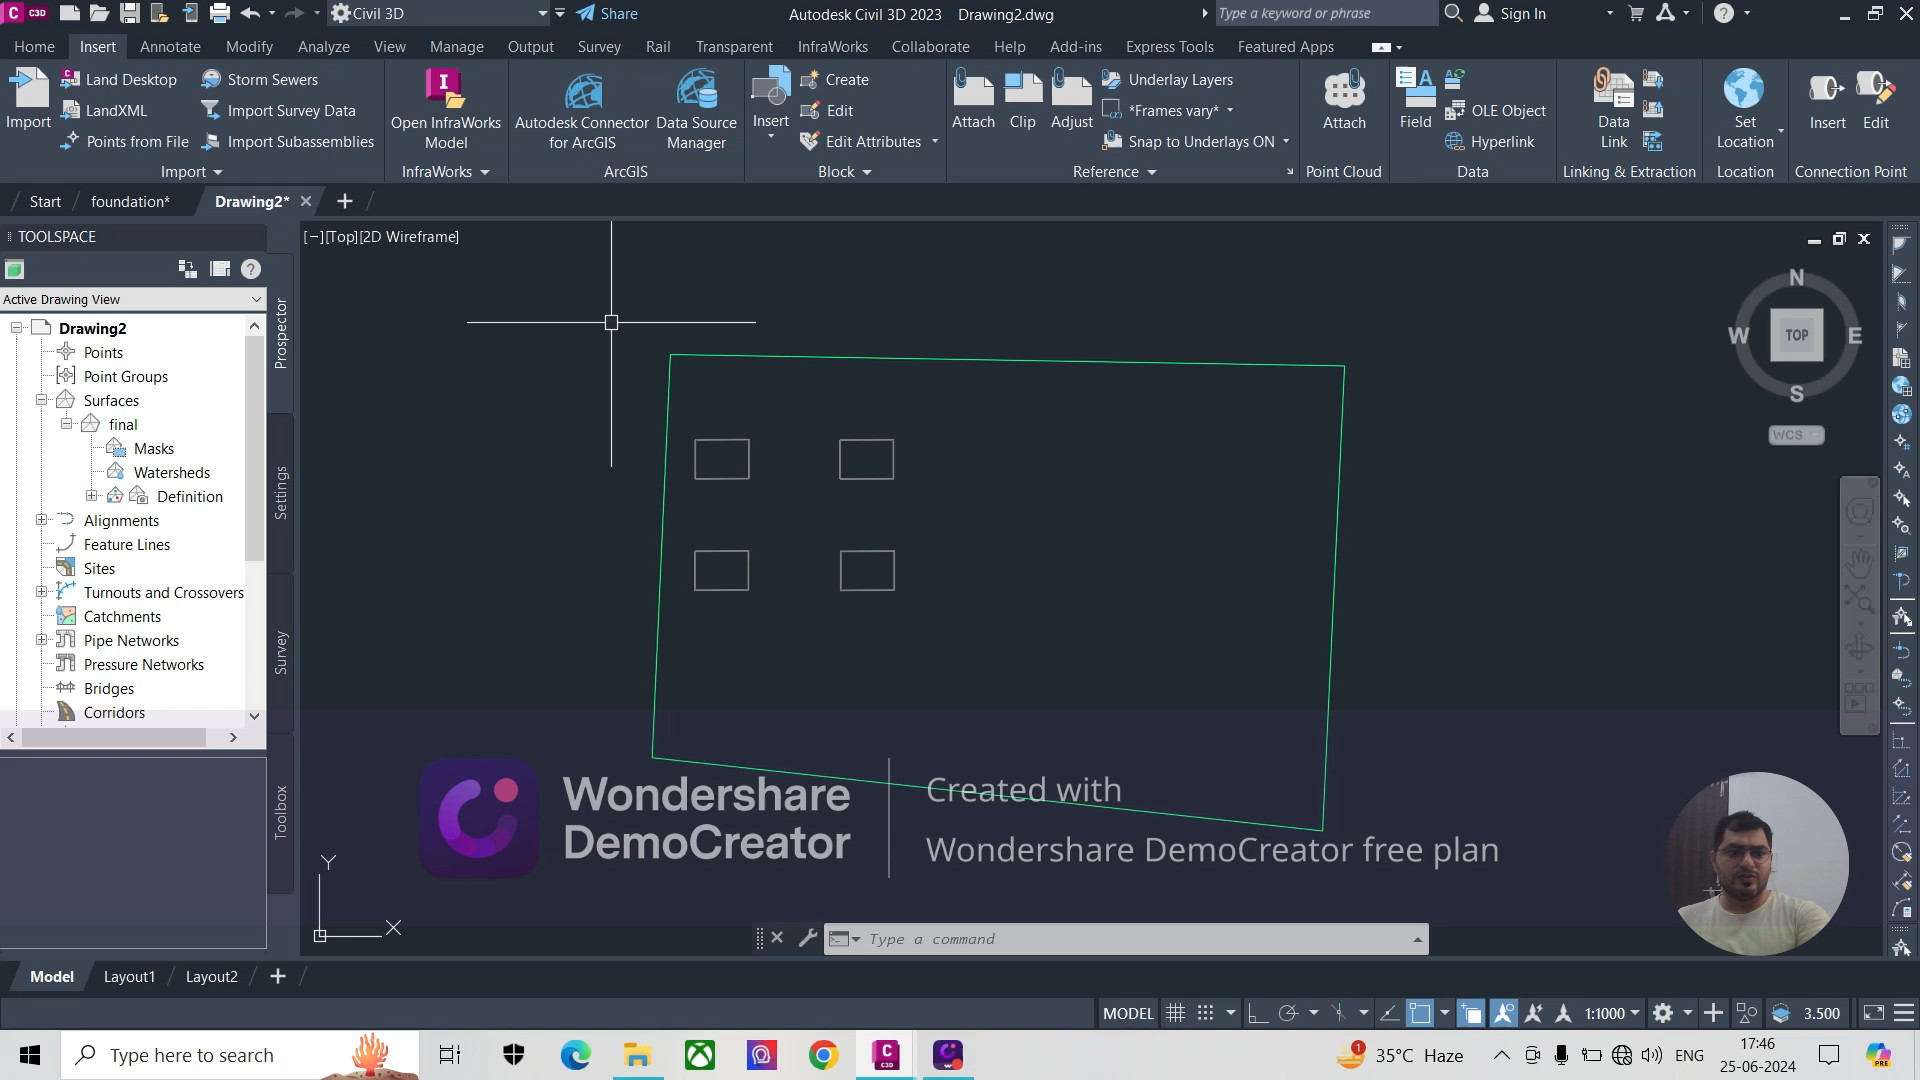 C C3D
Civil 3D
Share
Autodesk Civil 3D 2023 Drawing2.dwg
Type a keyword or phrase
Sign In
Home Insert Annotate Modify Analyze View Manage Output Survey Rail Transparent InfraWorks Collaborate Help Add-ins Express Tools Featured Apps
Import
Land Desktop
LandXML
Points from File
Storm Sewers
Import Survey Data
Import Subassemblies
Import
Open InfraWorks
Model
InfraWorks
Autodesk Connector
for ArcGIS
Data Source
Manager
ArcGIS
Insert
Create
Edit
Edit Attributes
Block
Attach
Clip
Adjust
Underlay Layers
*Frames vary*
Snap to Underlays ON
Reference
Attach
Point Cloud
Field
OLE Object
Hyperlink
Data
Data
Link
Linking & Extraction
Set
Location
Location
Insert
Edit
Connection Point
Start
foundation*
Drawing2*
TOOLSPACE
Active Drawing View
Drawing2
Points
Point Groups
Surfaces
final
Masks
Watersheds
Definition
Alignments
Feature Lines
Sites
Turnouts and Crossovers
Catchments
Pipe Networks
Pressure Networks
Bridges
Corridors
Prospector
Settings
Survey
Toolbox
[−][Top][2D Wireframe]
N
W TOP E
S
WCS
Wondershare
DemoCreator
Created with
Wondershare DemoCreator free plan
Y
X
Type a command
Model
Layout1
Layout2
MODEL
1:1000
3.500
Type here to search
35°C Haze
ENG
17:46
25-06-2024